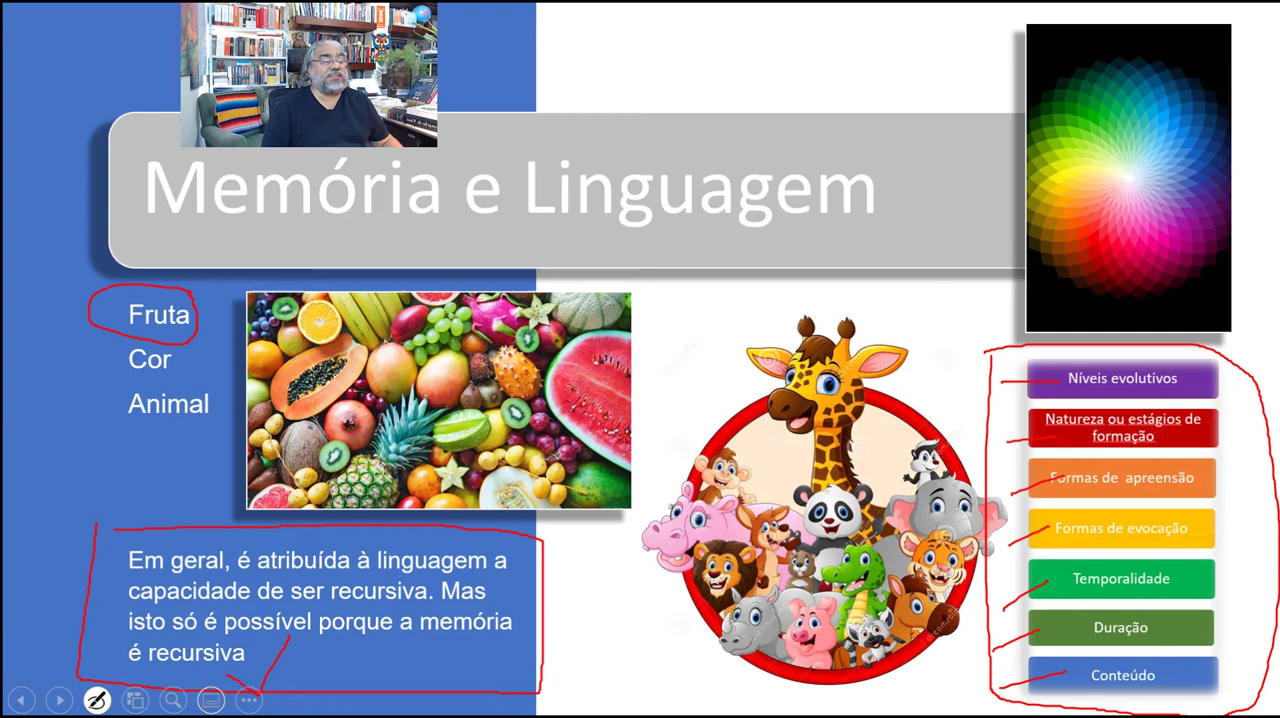 Memória e Linguagem
Fruta
Cor
Animal
Em geral, é atribuída à linguagem a
capacidade de ser recursiva. Mas
isto só é possível porque a memória
é recursiva
Níveis evolutivos
Natureza ou estágios de
formação
Formas de apreensão
Formas de evocação
Temporalidade
Duração
Conteúdo